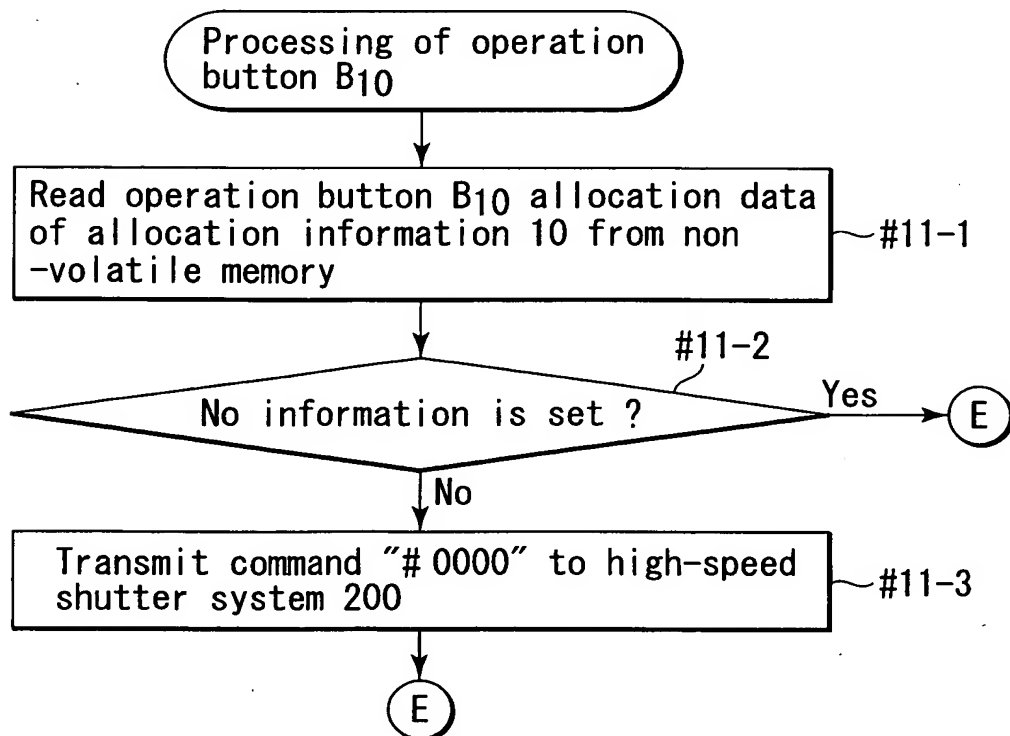 Processing of operation
button B10
Read operation button B10 allocation data
of allocation information 10 from non
-volatile memory
#11-1
#11-2
No information is set ?
Yes
E
No
Transmit command "# 0000" to high-speed
shutter system 200
#11-3
E